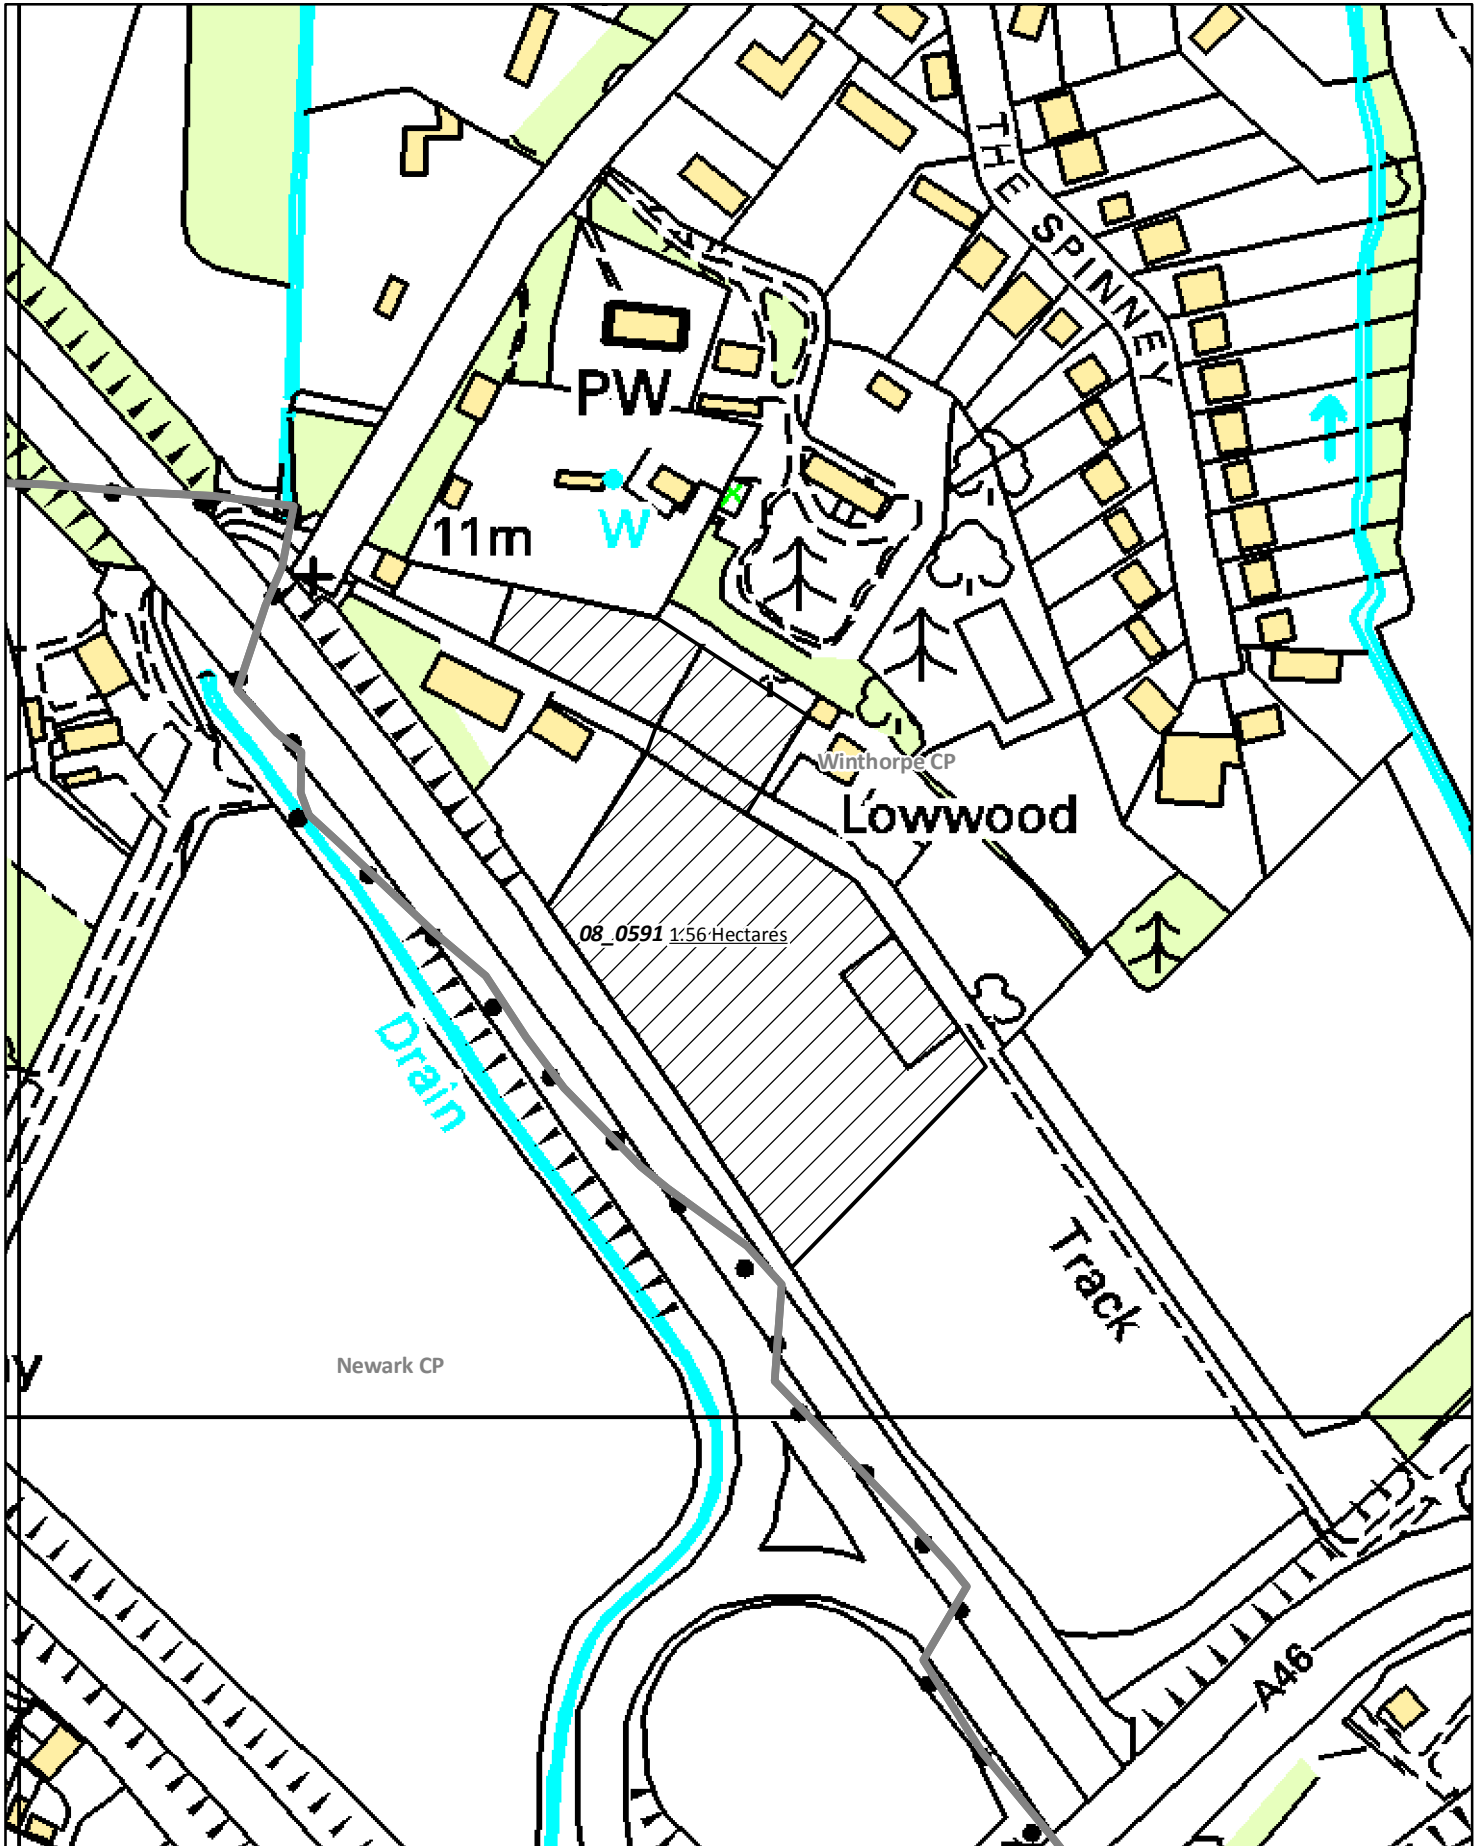 THE SPINNEY
PW
11m
W
Winthorpe CP
Lowwood
08_0591 1.56 Hectares
Drain
Track
Newark CP
A46